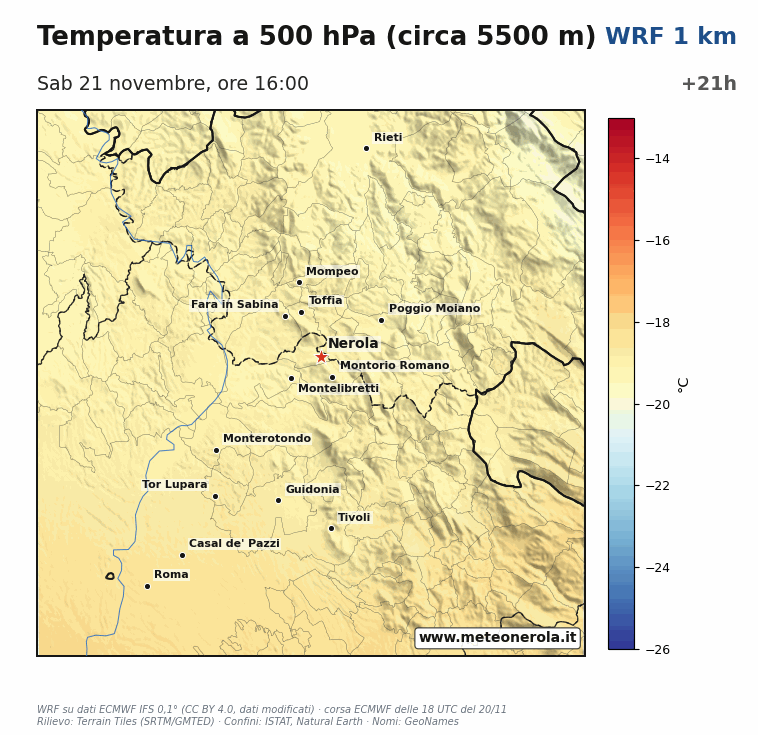 Temperatura a 500 hPa (circa 5500 m) WRF 1 km
Sab 21 novembre, ore 16:00 +21h
Rieti
Mompeo
Toffia
Fara in Sabina
Poggio Moiano
Nerola
Montorio Romano
Montelibretti
Monterotondo
Tor Lupara
Guidonia
Tivoli
Casal de' Pazzi
Roma
www.meteonerola.it
−14
−16
−18
−20
−22
−24
−26
°C
WRF su dati ECMWF IFS 0,1° (CC BY 4.0, dati modificati) · corsa ECMWF delle 18 UTC del 20/11
Rilievo: Terrain Tiles (SRTM/GMTED) · Confini: ISTAT, Natural Earth · Nomi: GeoNames